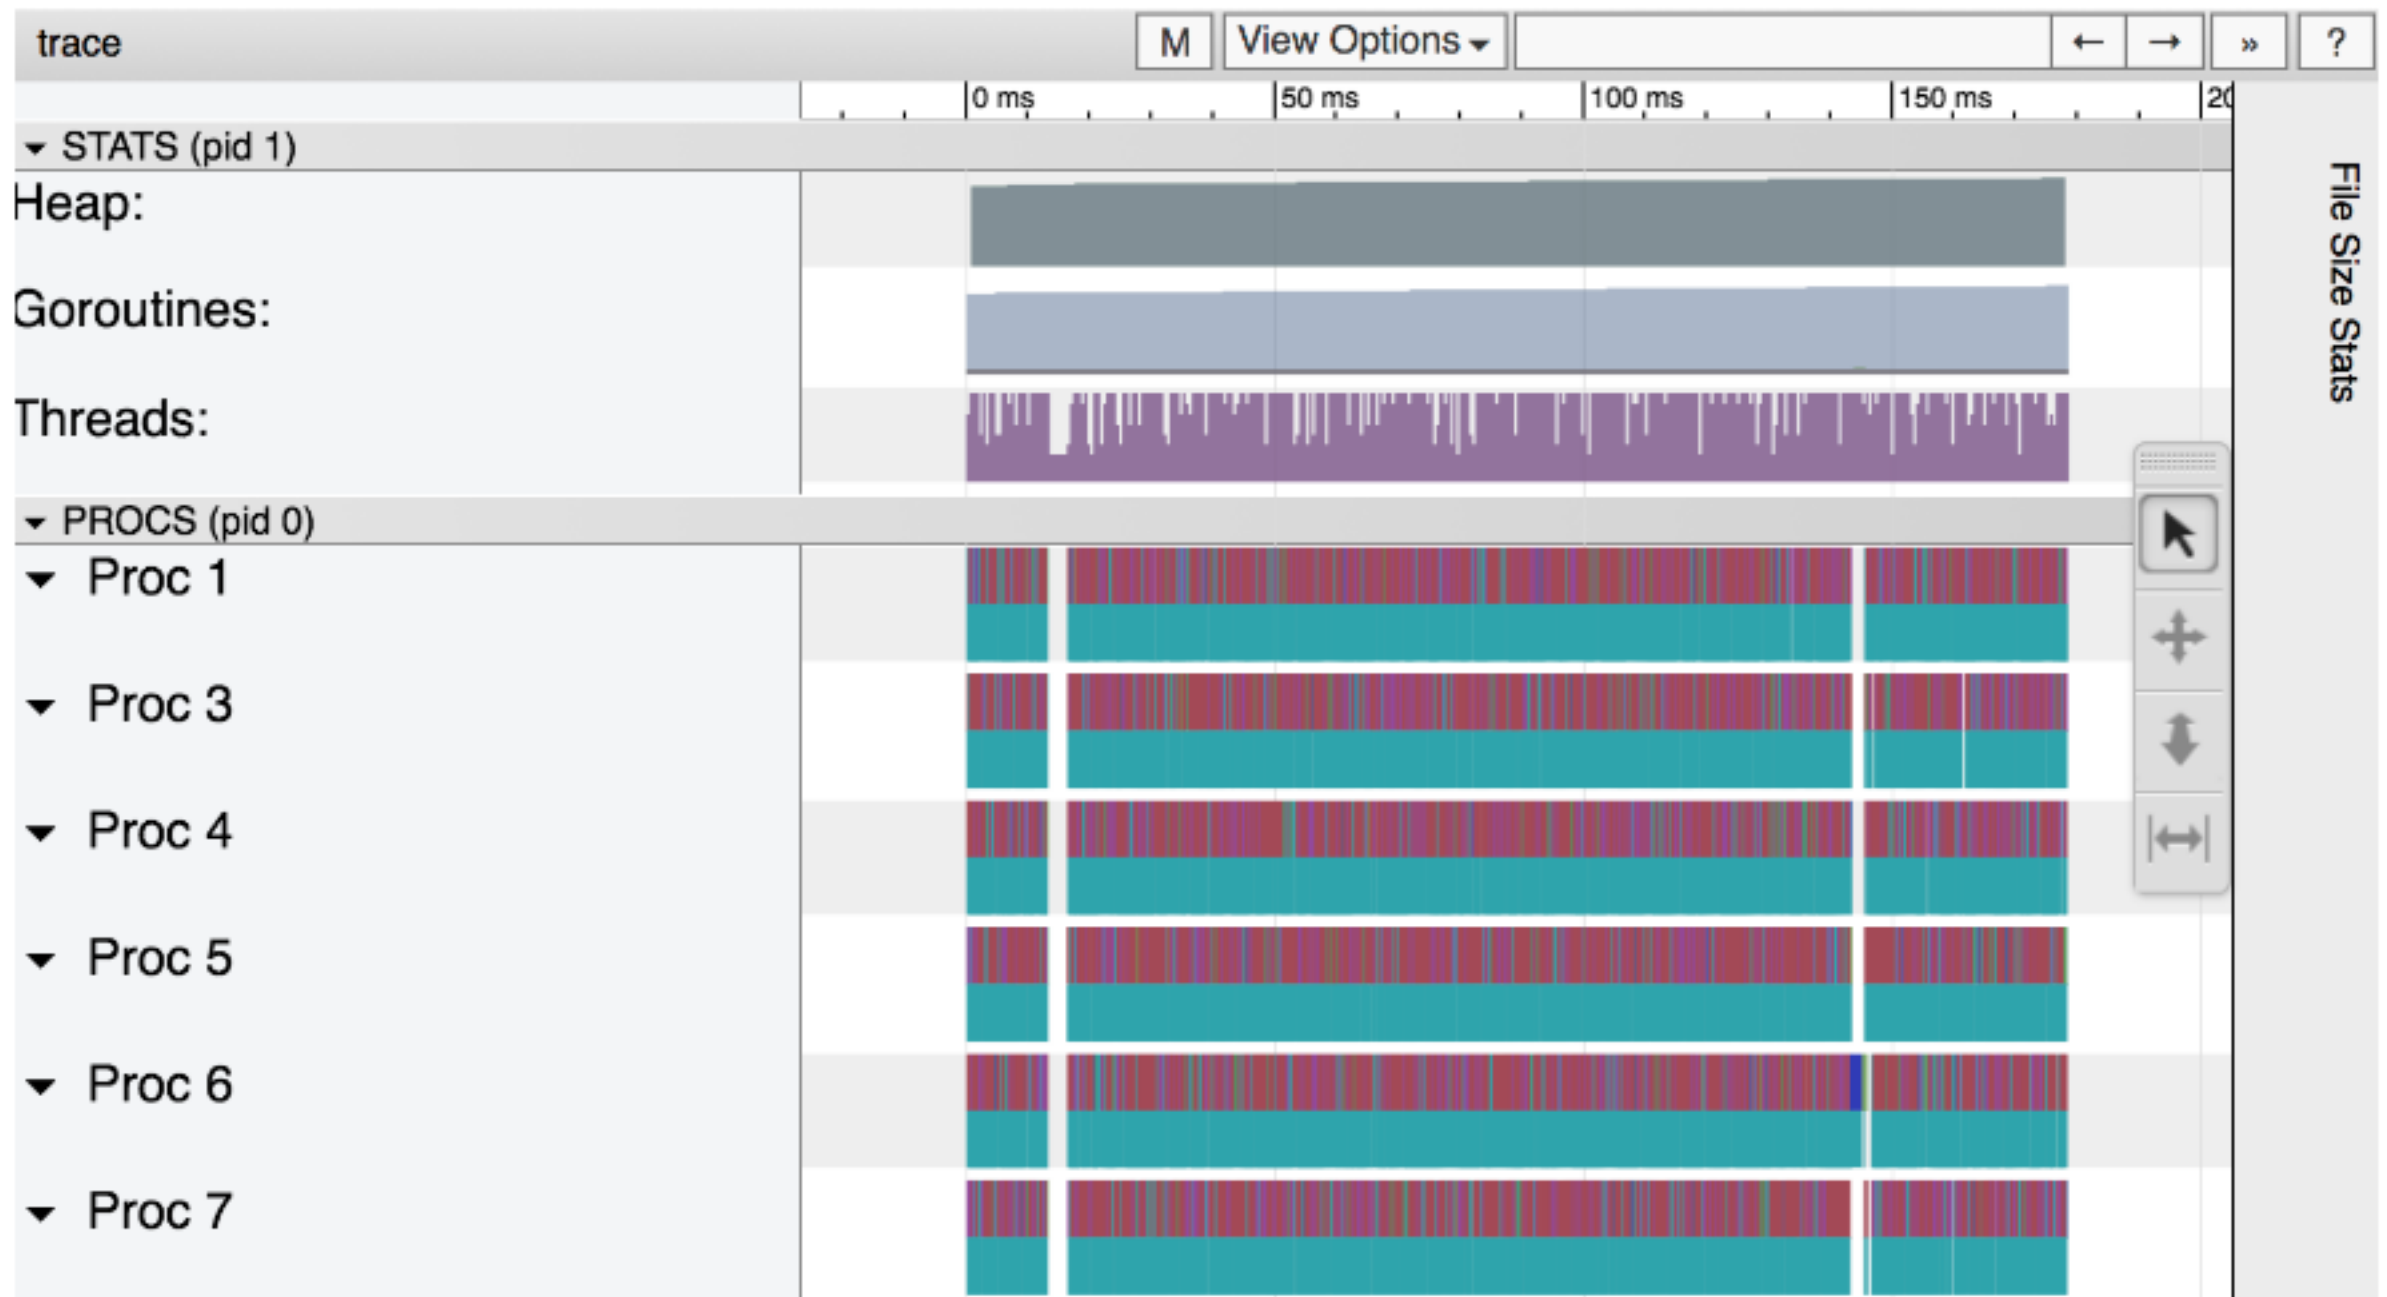 trace M View Options ← → » ?
0 ms 50 ms 100 ms 150 ms 20
STATS (pid 1)
Heap:
Goroutines:
Threads:
PROCS (pid 0)
Proc 1
Proc 3
Proc 4
Proc 5
Proc 6
Proc 7
File Size Stats